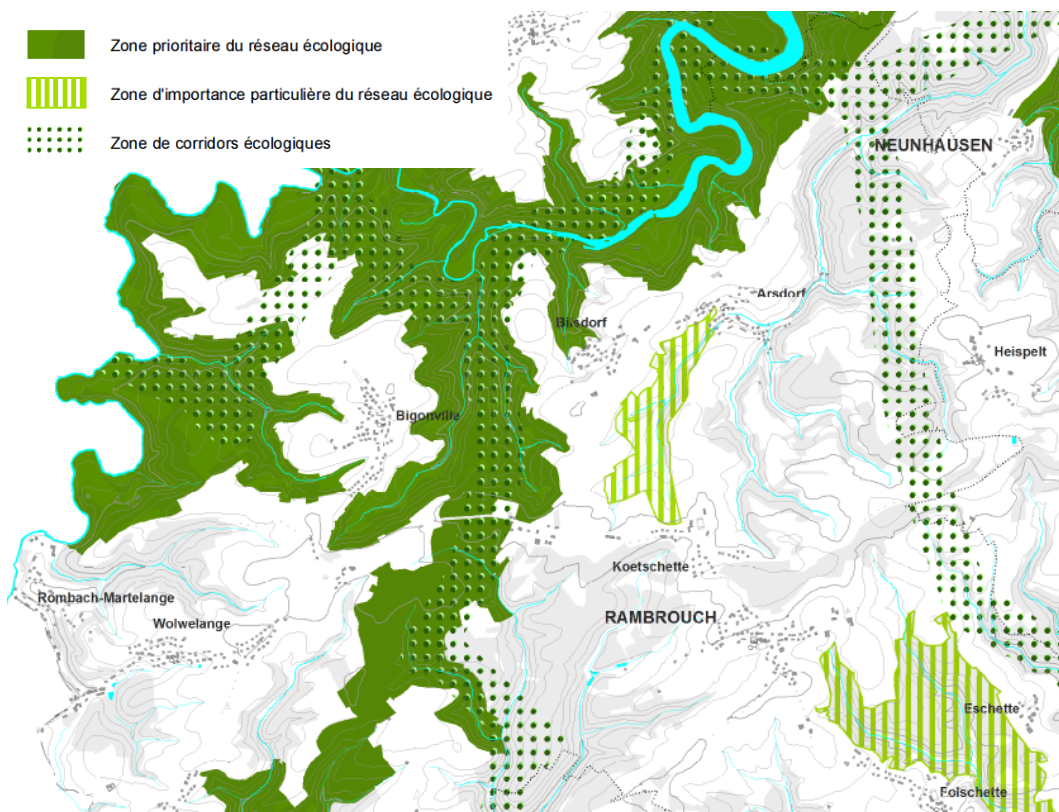 Zone prioritaire du réseau écologique
Zone d'importance particulière du réseau écologique
Zone de corridors écologiques
NEUNHAUSEN
Arsdorf
Bilsdorf
Heispelt
Bigonville
Koetschette
Rombach-Martelange
RAMBROUCH
Wolwelange
Eschette
Folschette